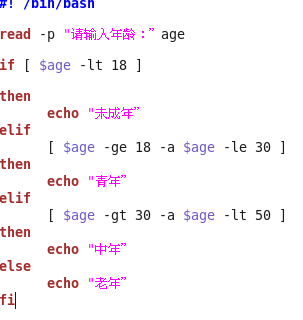 #! /bin/bash
read -p “请输入年龄：” age
if [ $age -lt 18 ]
then
echo “未成年”
elif
[ $age -ge 18 -a $age -le 30 ]
then
echo “青年”
elif
[ $age -gt 30 -a $age -lt 50 ]
then
echo “中年”
else
echo “老年”
fi